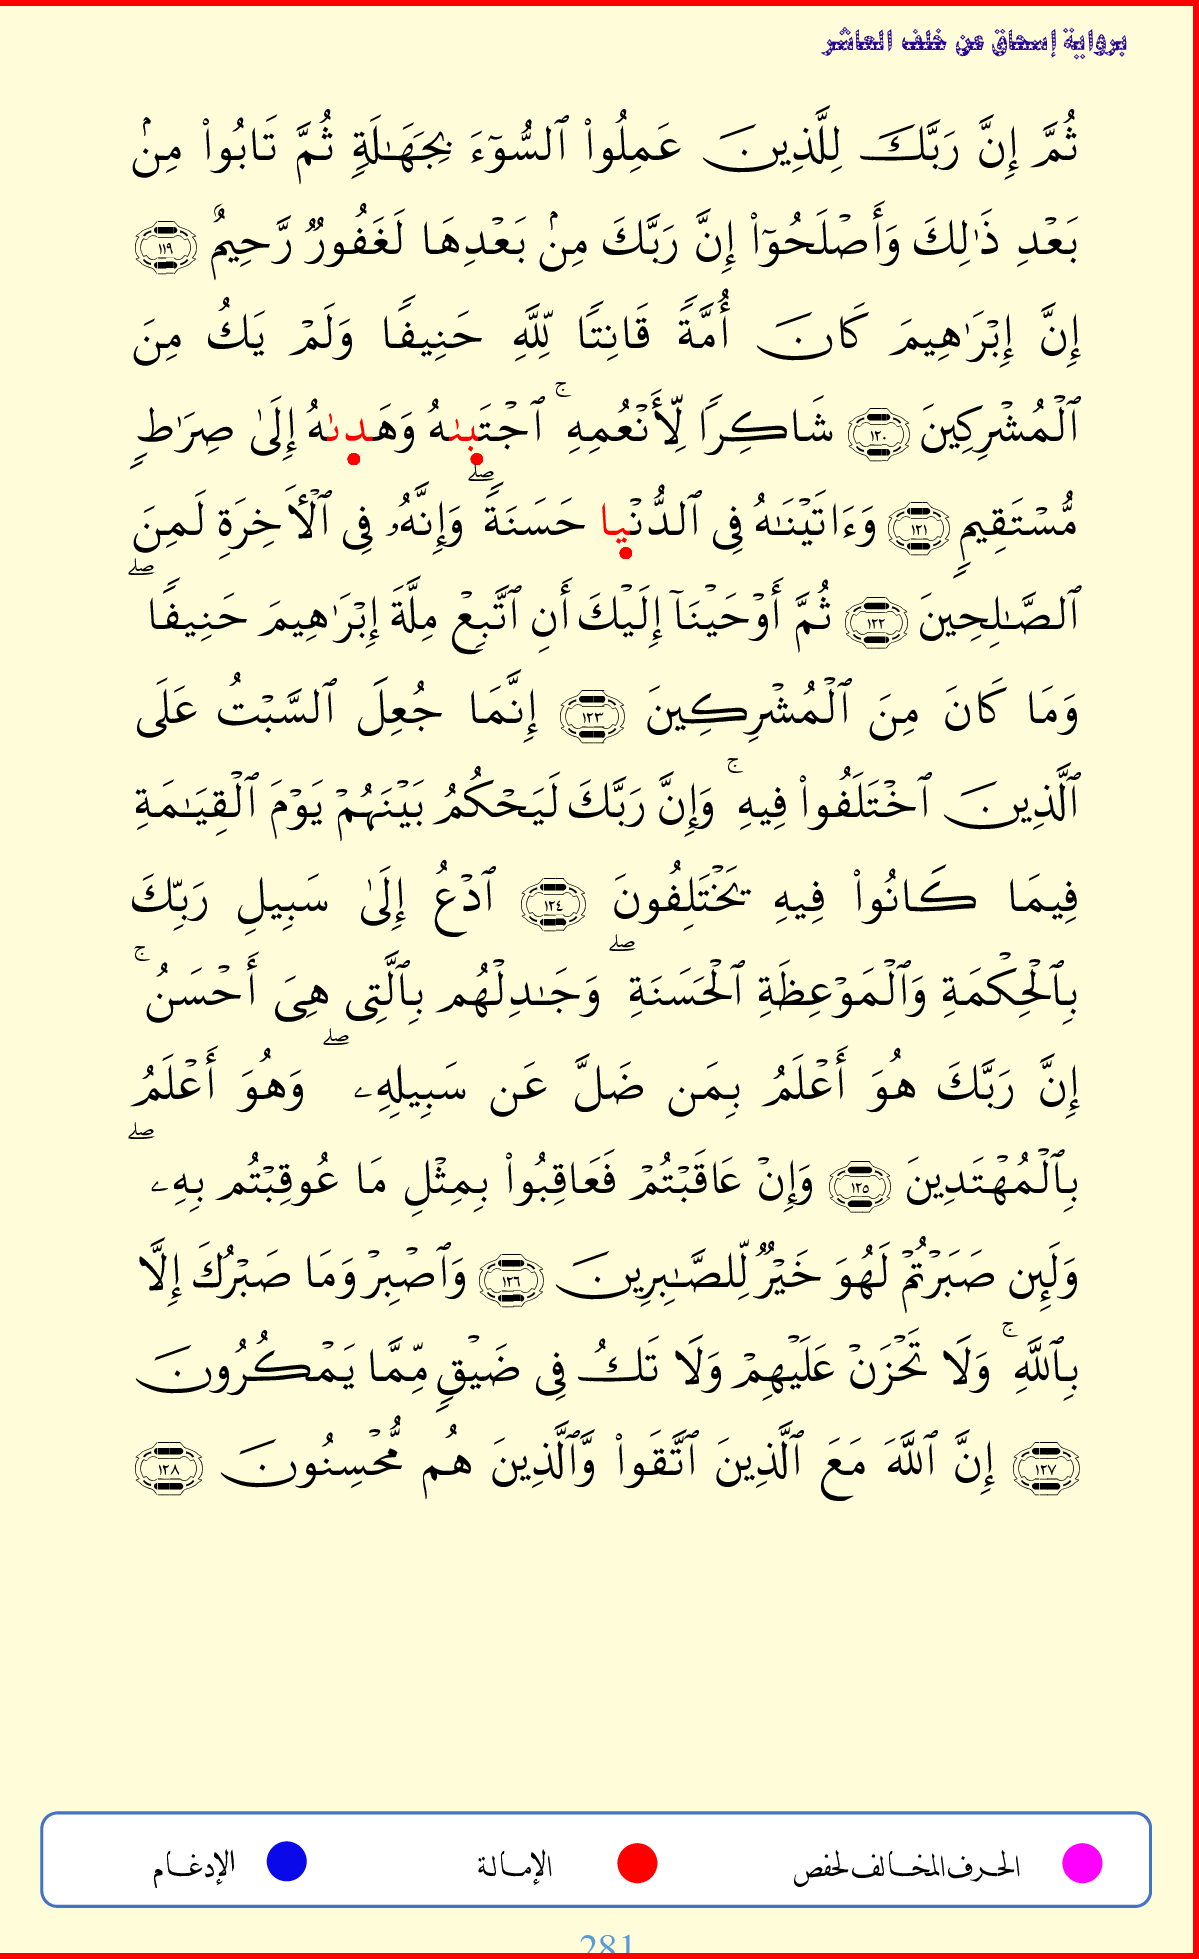 برواية إسحاق عن خلف العاشر
ثُمَّ إِنَّ رَبَّكَ لِلَّذِينَ عَمِلُوا۟ ٱلسُّوٓءَ بِجَهَـٰلَةٍ ثُمَّ تَابُوا۟ مِنۢ
بَعْدِ ذَٰلِكَ وَأَصْلَحُوٓا۟ إِنَّ رَبَّكَ مِنۢ بَعْدِهَا لَغَفُورٌ رَّحِيمٌ ١١٩
إِنَّ إِبْرَٰهِيمَ كَانَ أُمَّةً قَانِتًا لِّلَّهِ حَنِيفًا وَلَمْ يَكُ مِنَ
ٱلْمُشْرِكِينَ ١٢٠ شَاكِرًا لِّأَنْعُمِهِ ۚ ٱجْتَبىٰهُ وَهَدىٰهُ إِلَىٰ صِرَٰطٍ
مُّسْتَقِيمٍ ١٢١ وَءَاتَيْنَـٰهُ فِى ٱلدُّنْيا حَسَنَةً ۖ وَإِنَّهُۥ فِى ٱلْـَٔاخِرَةِ لَمِنَ
ٱلصَّـٰلِحِينَ ١٢٢ ثُمَّ أَوْحَيْنَآ إِلَيْكَ أَنِ ٱتَّبِعْ مِلَّةَ إِبْرَٰهِيمَ حَنِيفًا ۖ
وَمَا كَانَ مِنَ ٱلْمُشْرِكِينَ ١٢٣ إِنَّمَا جُعِلَ ٱلسَّبْتُ عَلَى
ٱلَّذِينَ ٱخْتَلَفُوا۟ فِيهِ ۚ وَإِنَّ رَبَّكَ لَيَحْكُمُ بَيْنَهُمْ يَوْمَ ٱلْقِيَـٰمَةِ
فِيمَا كَانُوا۟ فِيهِ يَخْتَلِفُونَ ١٢٤ ٱدْعُ إِلَىٰ سَبِيلِ رَبِّكَ
بِٱلْحِكْمَةِ وَٱلْمَوْعِظَةِ ٱلْحَسَنَةِ ۖ وَجَـٰدِلْهُم بِٱلَّتِى هِىَ أَحْسَنُ ۚ
إِنَّ رَبَّكَ هُوَ أَعْلَمُ بِمَن ضَلَّ عَن سَبِيلِهِۦ ۖ وَهُوَ أَعْلَمُ
بِٱلْمُهْتَدِينَ ١٢٥ وَإِنْ عَاقَبْتُمْ فَعَاقِبُوا۟ بِمِثْلِ مَا عُوقِبْتُم بِهِۦ ۖ
وَلَئِن صَبَرْتُمْ لَهُوَ خَيْرٌ لِّلصَّـٰبِرِينَ ١٢٦ وَٱصْبِرْ وَمَا صَبْرُكَ إِلَّا
بِٱللَّهِ ۚ وَلَا تَحْزَنْ عَلَيْهِمْ وَلَا تَكُ فِى ضَيْقٍ مِّمَّا يَمْكُرُونَ
١٢٧ إِنَّ ٱللَّهَ مَعَ ٱلَّذِينَ ٱتَّقَوا۟ وَّٱلَّذِينَ هُم مُّحْسِنُونَ ١٢٨
الحرف المخالف لحفص الإمالة الإدغام
281